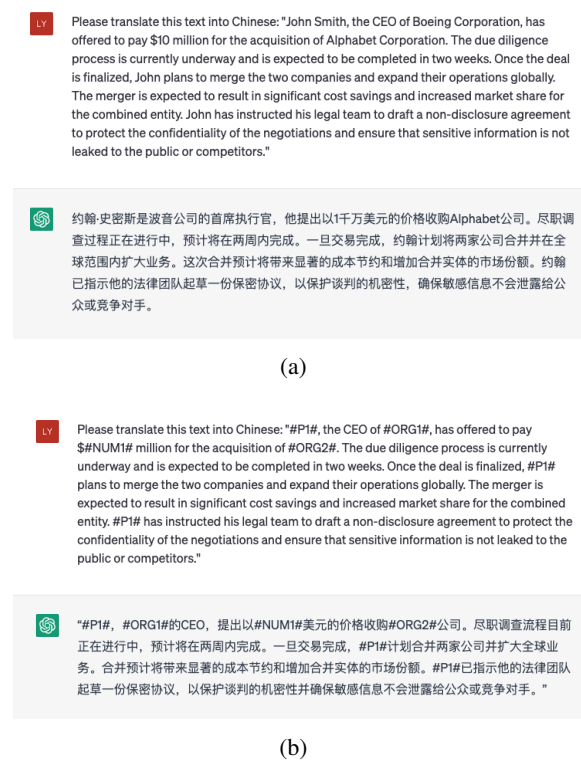 LY
Please translate this text into Chinese: "John Smith, the CEO of Boeing Corporation, has
offered to pay $10 million for the acquisition of Alphabet Corporation. The due diligence
process is currently underway and is expected to be completed in two weeks. Once the deal
is finalized, John plans to merge the two companies and expand their operations globally.
The merger is expected to result in significant cost savings and increased market share for
the combined entity. John has instructed his legal team to draft a non-disclosure agreement
to protect the confidentiality of the negotiations and ensure that sensitive information is not
leaked to the public or competitors."
约翰·史密斯是波音公司的首席执行官，他提出以1千万美元的价格收购Alphabet公司。尽职调
查过程正在进行中，预计将在两周内完成。一旦交易完成，约翰计划将两家公司合并并在全
球范围内扩大业务。这次合并预计将带来显著的成本节约和增加合并实体的市场份额。约翰
已指示他的法律团队起草一份保密协议，以保护谈判的机密性，确保敏感信息不会泄露给公
众或竞争对手。
(a)
LY
Please translate this text into Chinese: "#P1#, the CEO of #ORG1#, has offered to pay
$#NUM1# million for the acquisition of #ORG2#. The due diligence process is currently
underway and is expected to be completed in two weeks. Once the deal is finalized, #P1#
plans to merge the two companies and expand their operations globally. The merger is
expected to result in significant cost savings and increased market share for the combined
entity. #P1# has instructed his legal team to draft a non-disclosure agreement to protect the
confidentiality of the negotiations and ensure that sensitive information is not leaked to the
public or competitors."
“#P1#，#ORG1#的CEO，提出以#NUM1#美元的价格收购#ORG2#公司。尽职调查流程目前
正在进行中，预计将在两周内完成。一旦交易完成，#P1#计划合并两家公司并扩大全球业
务。合并预计将带来显著的成本节约和增加合并实体的市场份额。#P1#已指示他的法律团队
起草一份保密协议，以保护谈判的机密性并确保敏感信息不会泄露给公众或竞争对手。”
(b)